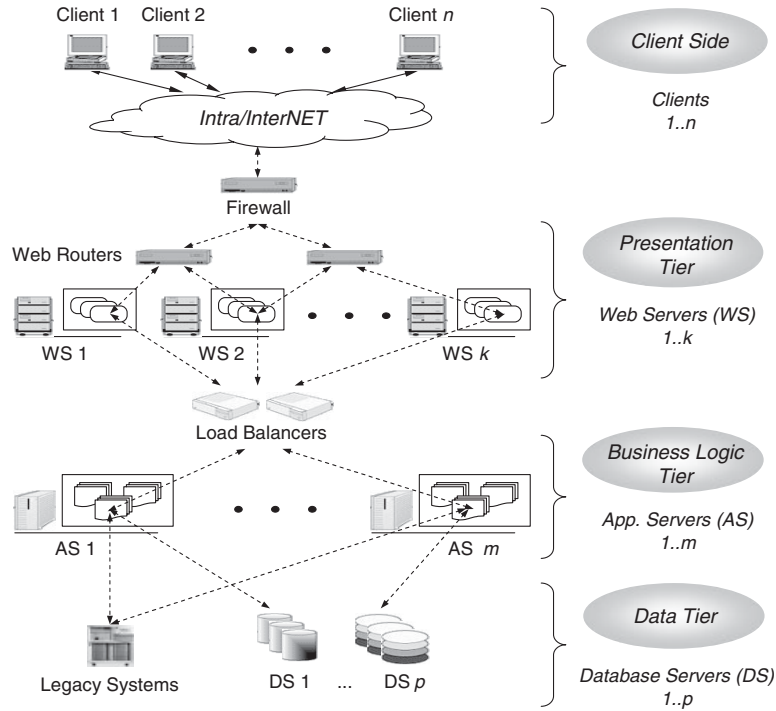 Client 1
Client 2
Client n
Client Side
Clients
1..n
Intra/InterNET
Firewall
Web Routers
Presentation
Tier
Web Servers (WS)
1..k
WS 1
WS 2
WS k
Load Balancers
Business Logic
Tier
App. Servers (AS)
1..m
AS 1
AS m
Data Tier
Database Servers (DS)
1..p
Legacy Systems
DS 1 ... DS p